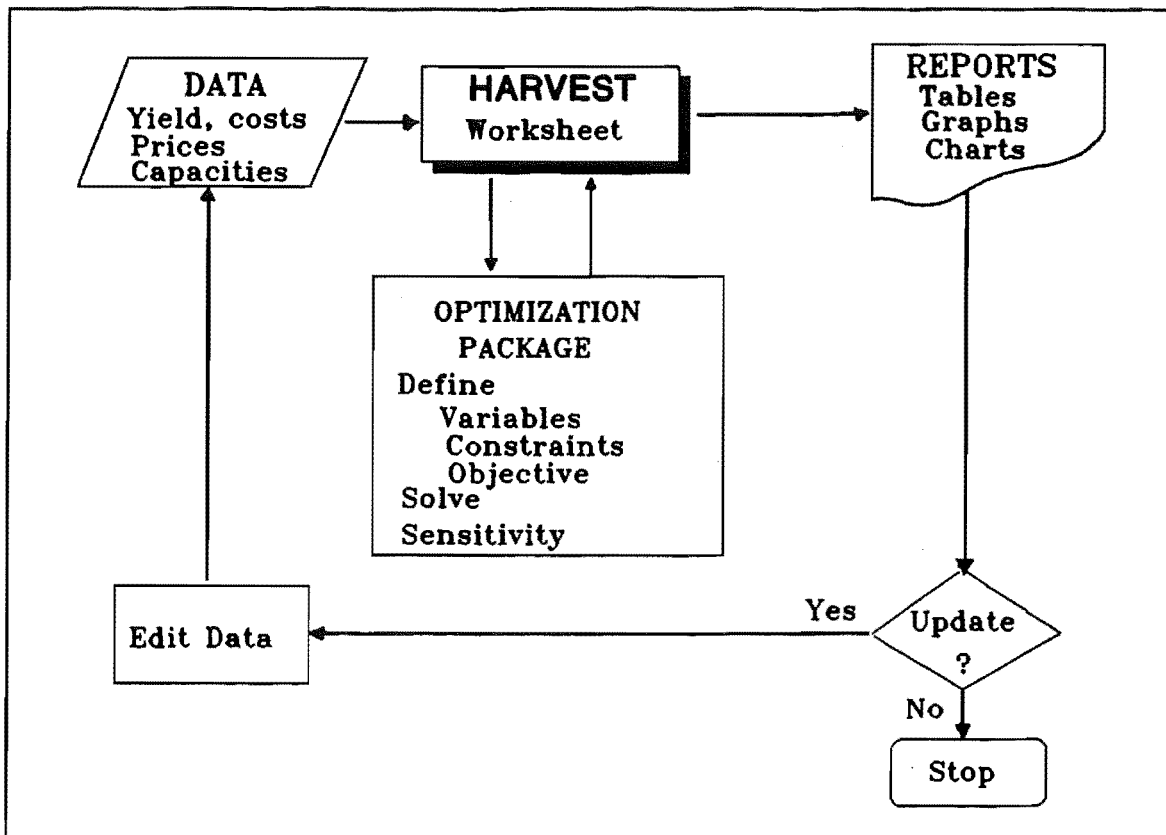 DATA
Yield, costs
Prices
Capacities
HARVEST
Worksheet
REPORTS
Tables
Graphs
Charts
OPTIMIZATION
PACKAGE
Define
Variables
Constraints
Objective
Solve
Sensitivity
Edit Data
Yes
Update
?
No
Stop